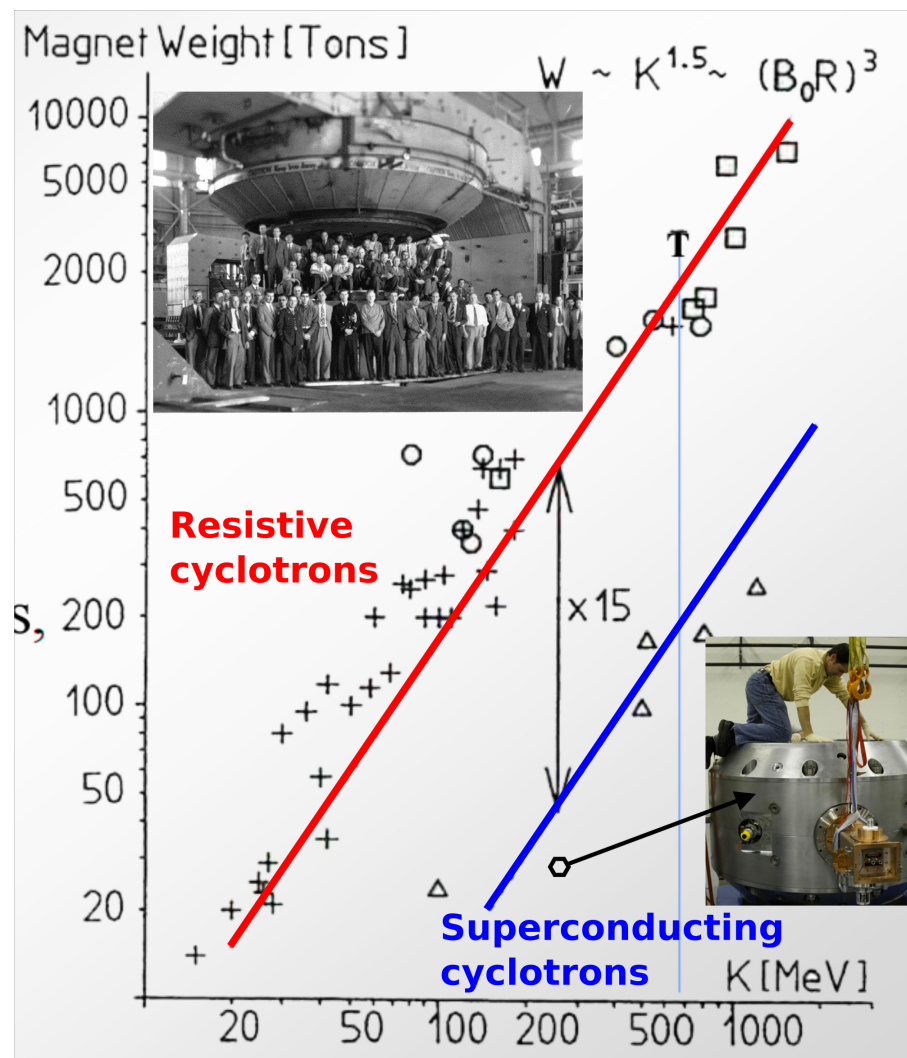 Magnet Weight [Tons]
W ~ K^1.5 ~ (B₀R)^3
10000
5000
2000
T
1000
500
Resistive
cyclotrons
x15
s, 200
100
50
20
Superconducting
cyclotrons
K [MeV]
20 50 100 200 500 1000